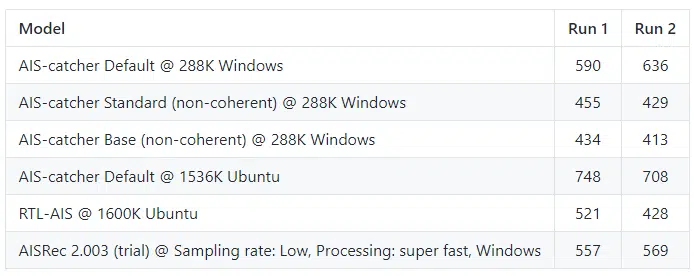 Model Run 1 Run 2
AIS-catcher Default @ 288K Windows 590 636
AIS-catcher Standard (non-coherent) @ 288K Windows 455 429
AIS-catcher Base (non-coherent) @ 288K Windows 434 413
AIS-catcher Default @ 1536K Ubuntu 748 708
RTL-AIS @ 1600K Ubuntu 521 428
AISRec 2.003 (trial) @ Sampling rate: Low, Processing: super fast, Windows 557 569